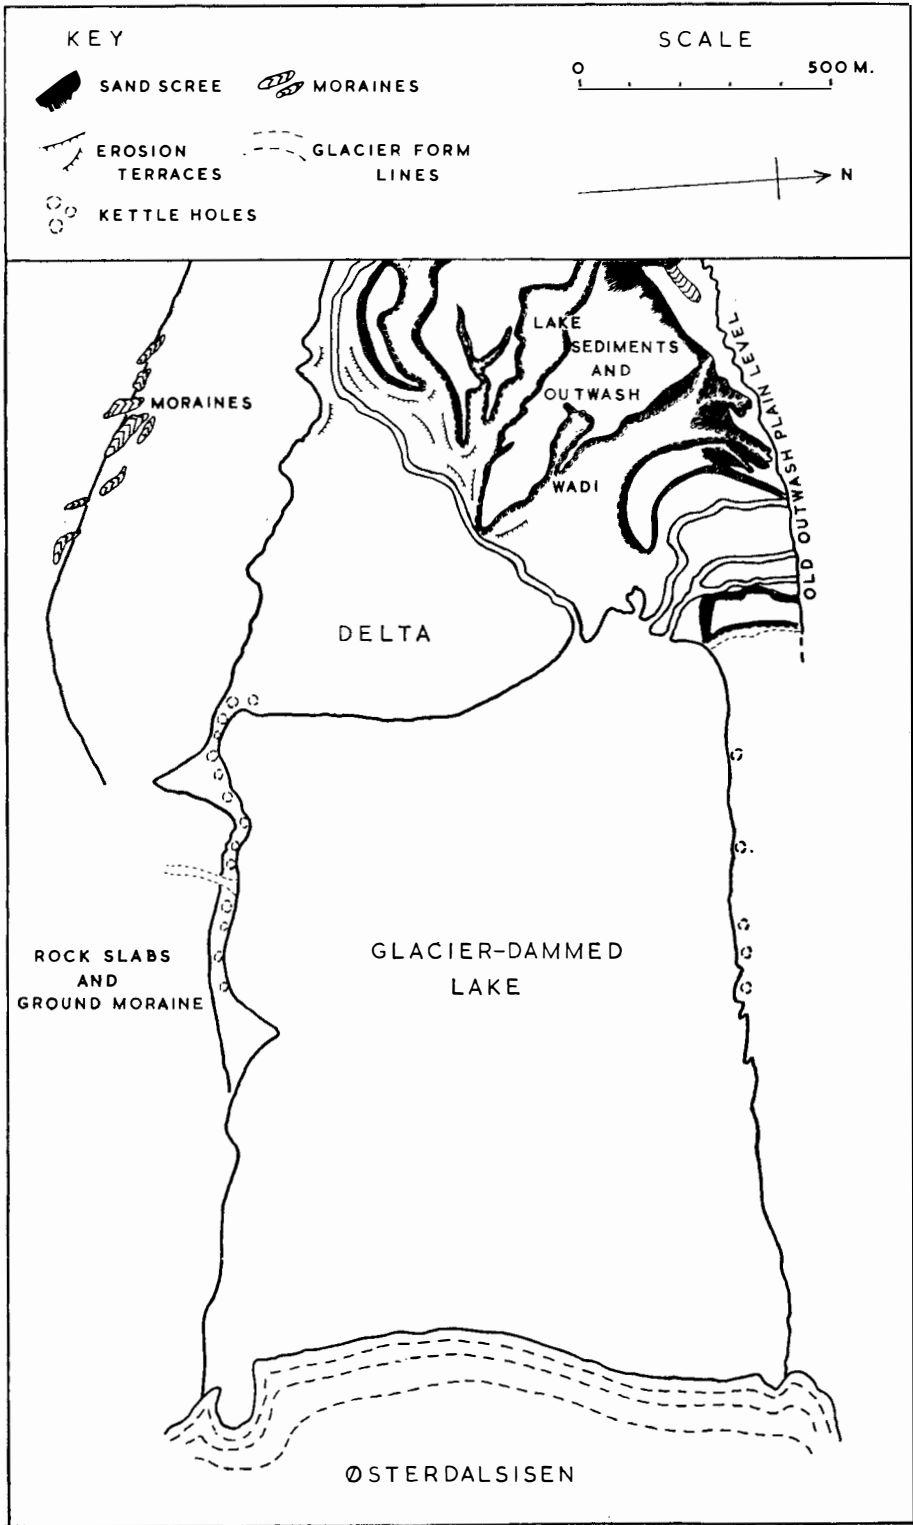 KEY
SAND SCREE
MORAINES
EROSION
TERRACES
GLACIER FORM
LINES
KETTLE HOLES
SCALE
0
500 M.
N
LAKE
SEDIMENTS
AND
OUTWASH
WADI
OLD OUTWASH PLAIN LEVEL
MORAINES
DELTA
ROCK SLABS
AND
GROUND MORAINE
GLACIER-DAMMED
LAKE
ØSTERDALSISEN